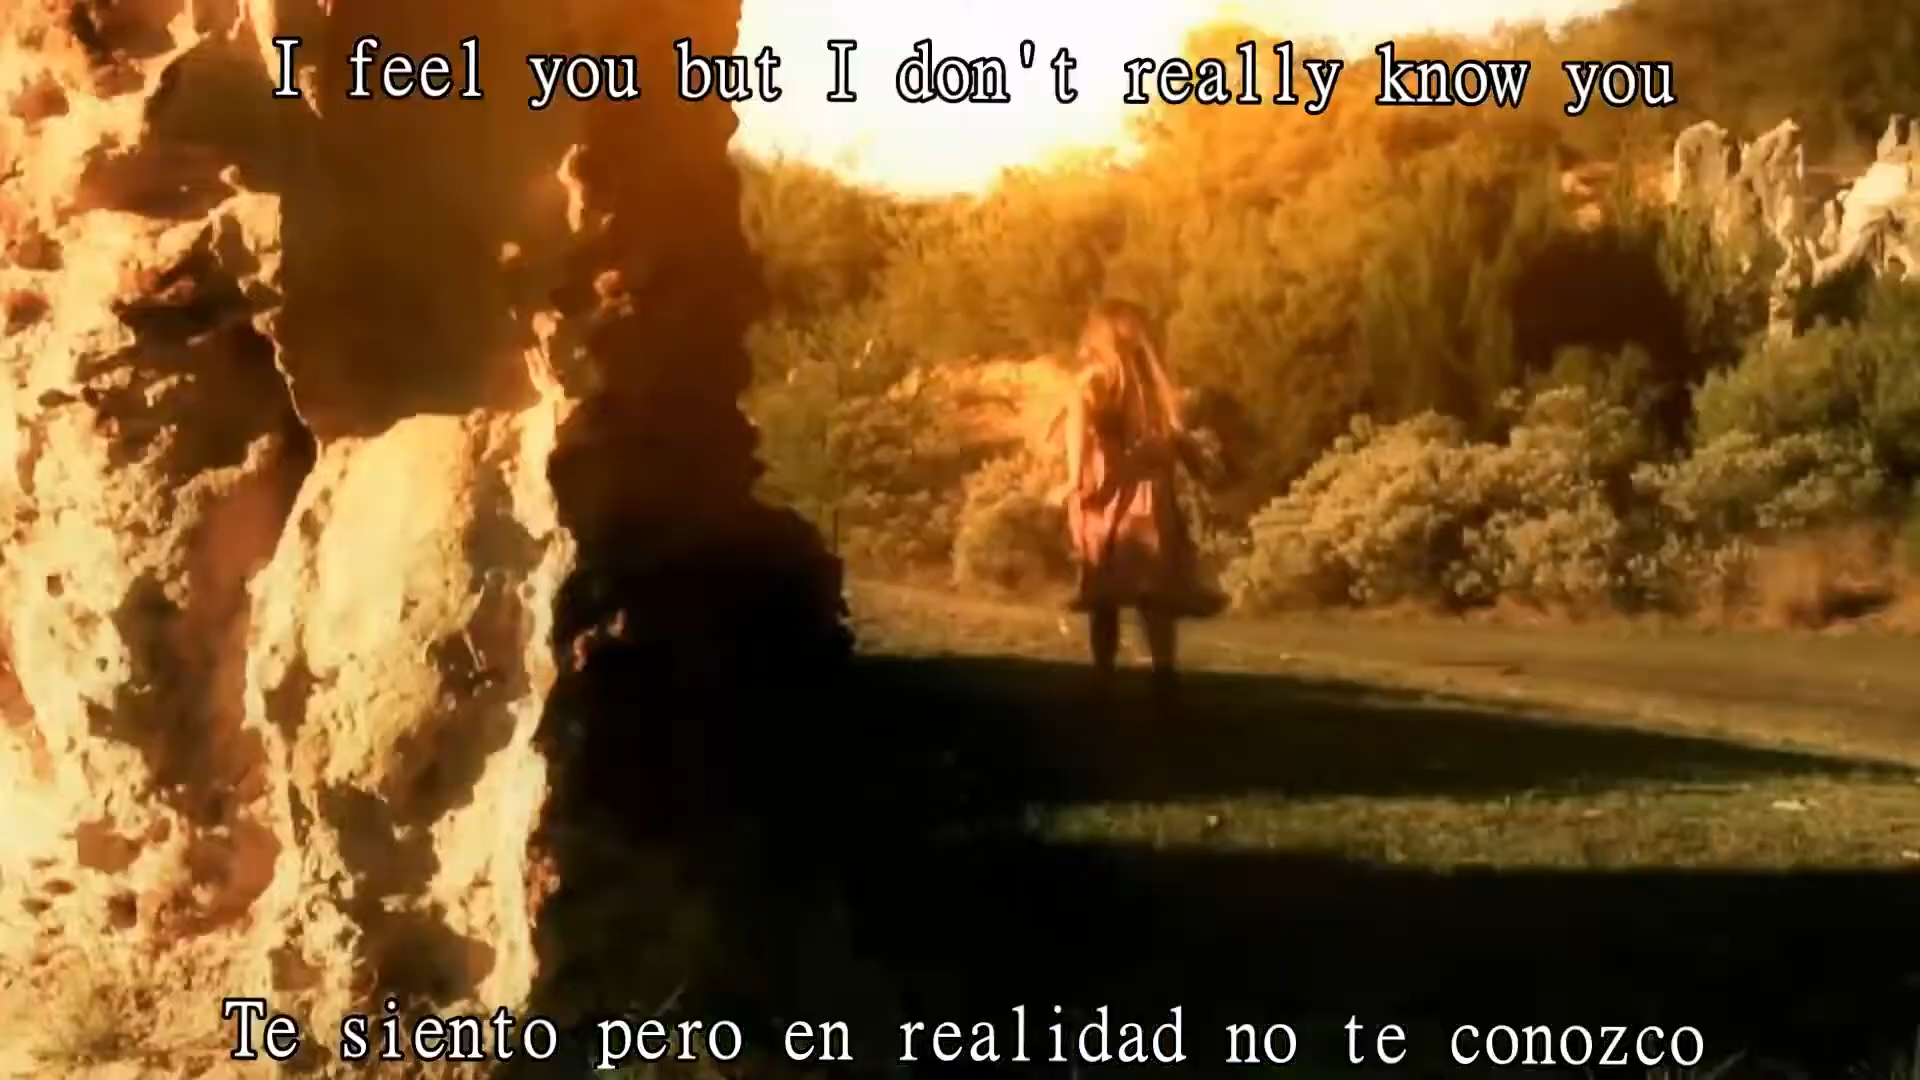 I feel you but I don't really know you
Te siento pero en realidad no te conozco